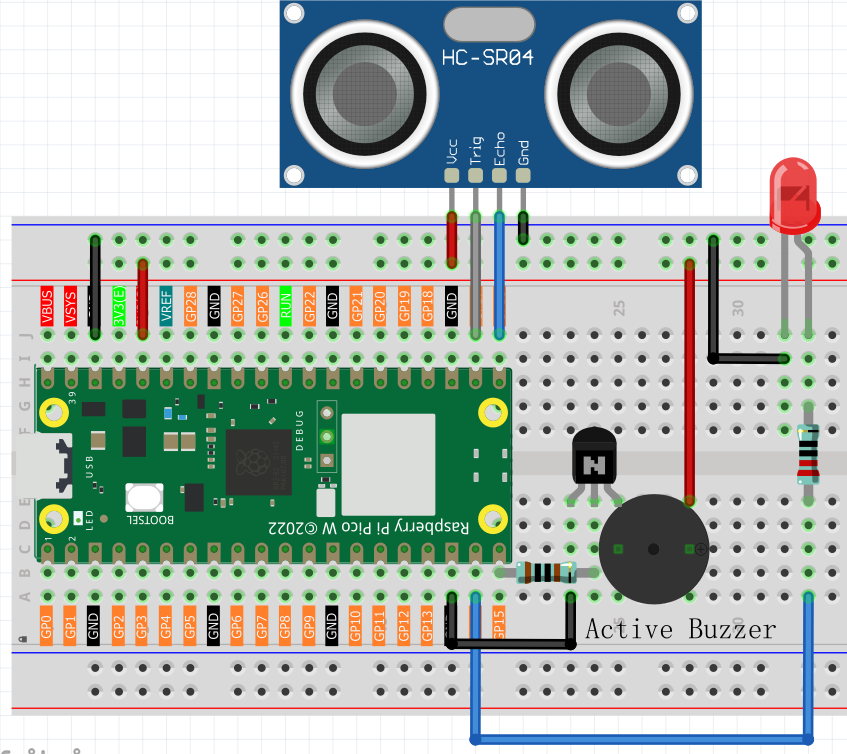 HC-SR04
Vcc
Trig
Echo
Gnd
VBUS
VSYS
3V3(E)
VREF
GP28
GND
GP27
GP26
RUN
GP22
GND
GP21
GP20
GP19
GP18
GND
25
30
J
I
H
G
F
39
DEBUG
USB
BOOTSEL
LED
Raspberry Pi Pico W ©2022
1
2
E
D
C
B
A
GP0
GP1
GND
GP2
GP3
GP4
GP5
GND
GP6
GP7
GP8
GP9
GND
GP10
GP11
GP12
GP13
GP15
Active Buzzer